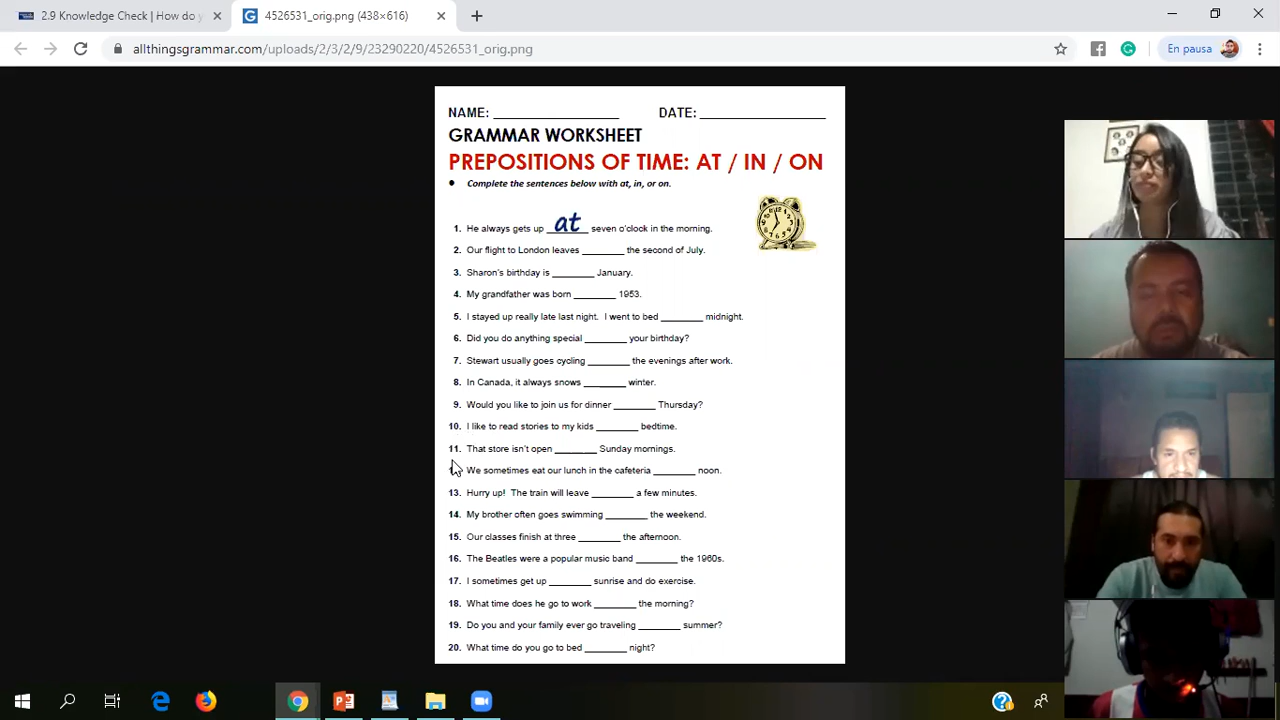 2.9 Knowledge Check | How do y
4526531_orig.png (438×616)
allthingsgrammar.com/uploads/2/3/2/9/23290220/4526531_orig.png
En pausa
NAME: ____________________ DATE: ____________________
GRAMMAR WORKSHEET
PREPOSITIONS OF TIME: AT / IN / ON
• Complete the sentences below with at, in, or on.
1. He always gets up at seven o'clock in the morning.
2. Our flight to London leaves ________ the second of July.
3. Sharon's birthday is ________ January.
4. My grandfather was born ________ 1953.
5. I stayed up really late last night. I went to bed ________ midnight.
6. Did you do anything special ________ your birthday?
7. Stewart usually goes cycling ________ the evenings after work.
8. In Canada, it always snows ________ winter.
9. Would you like to join us for dinner ________ Thursday?
10. I like to read stories to my kids ________ bedtime.
11. That store isn't open ________ Sunday mornings.
We sometimes eat our lunch in the cafeteria ________ noon.
13. Hurry up! The train will leave ________ a few minutes.
14. My brother often goes swimming ________ the weekend.
15. Our classes finish at three ________ the afternoon.
16. The Beatles were a popular music band ________ the 1960s.
17. I sometimes get up ________ sunrise and do exercise.
18. What time does he go to work ________ the morning?
19. Do you and your family ever go traveling ________ summer?
20. What time do you go to bed ________ night?